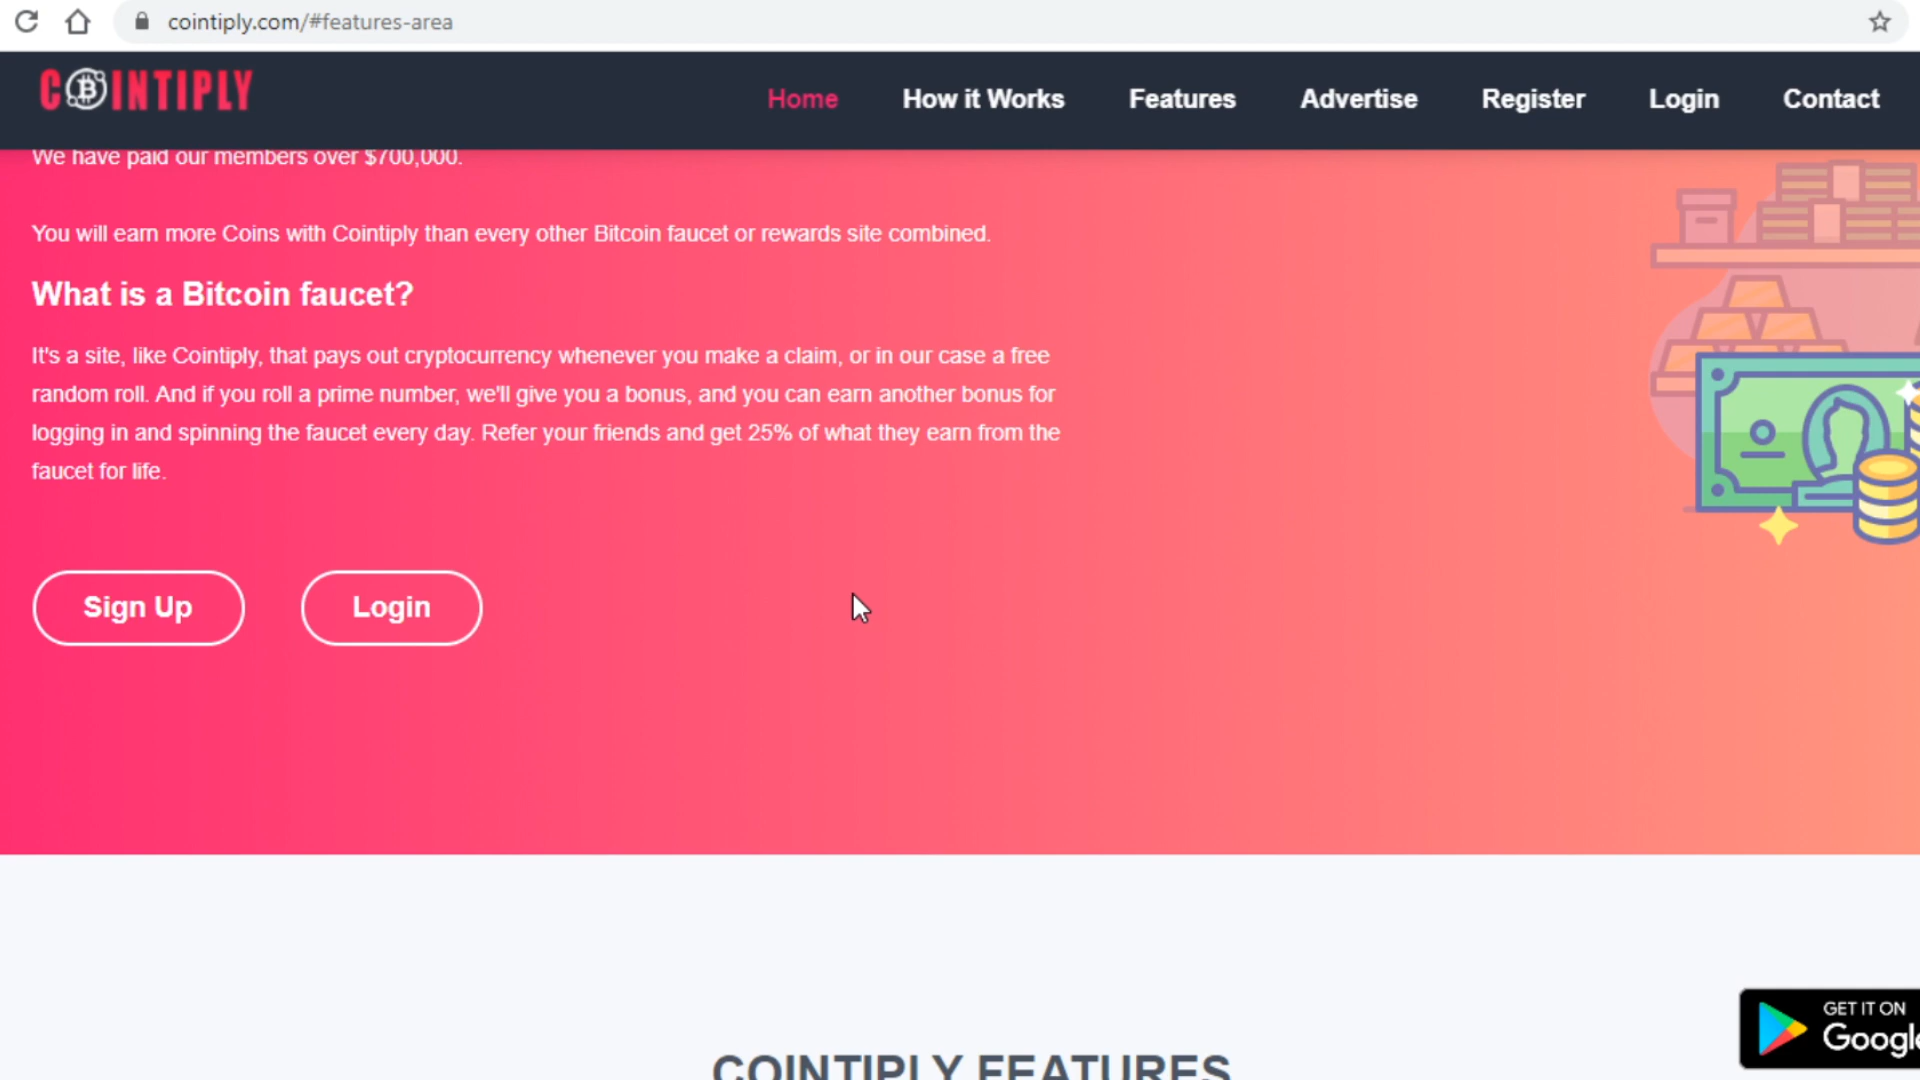 cointiply.com/#features-area
COINTIPLY
Home How it Works Features Advertise Register Login Contact
We have paid our members over $700,000.
You will earn more Coins with Cointiply than every other Bitcoin faucet or rewards site combined.
What is a Bitcoin faucet?
It's a site, like Cointiply, that pays out cryptocurrency whenever you make a claim, or in our case a free
random roll. And if you roll a prime number, we'll give you a bonus, and you can earn another bonus for
logging in and spinning the faucet every day. Refer your friends and get 25% of what they earn from the
faucet for life.
Sign Up Login
GET IT ON
Google
COINTIPLY FEATURES